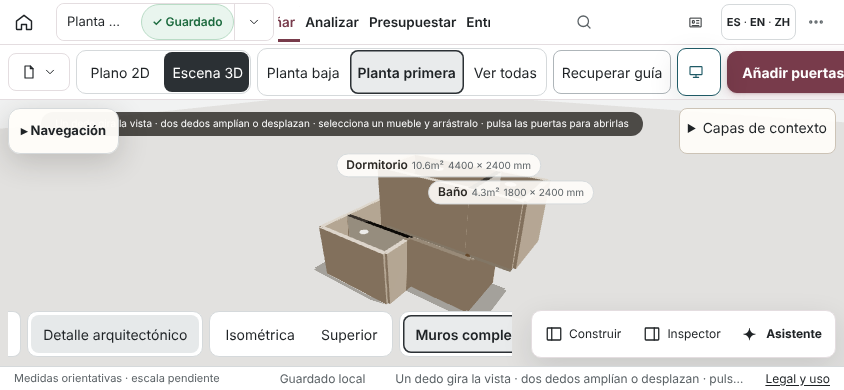 Planta ... ✓ Guardado ñar Analizar Presupuestar Entr ES · EN · ZH
Plano 2D Escena 3D Planta baja Planta primera Ver todas Recuperar guía Añadir puertas
▸ Navegación la vista · dos dedos amplían o desplazan · selecciona un mueble y arrástralo · pulsa las puertas para abrirlas ▶ Capas de contexto
Dormitorio 10.6m² 4400 × 2400 mm
Baño 4.3m² 1800 × 2400 mm
Detalle arquitectónico Isométrica Superior Muros comple Construir Inspector Asistente
Medidas orientativas · escala pendiente Guardado local Un dedo gira la vista · dos dedos amplían o desplazan · puls... Legal y uso